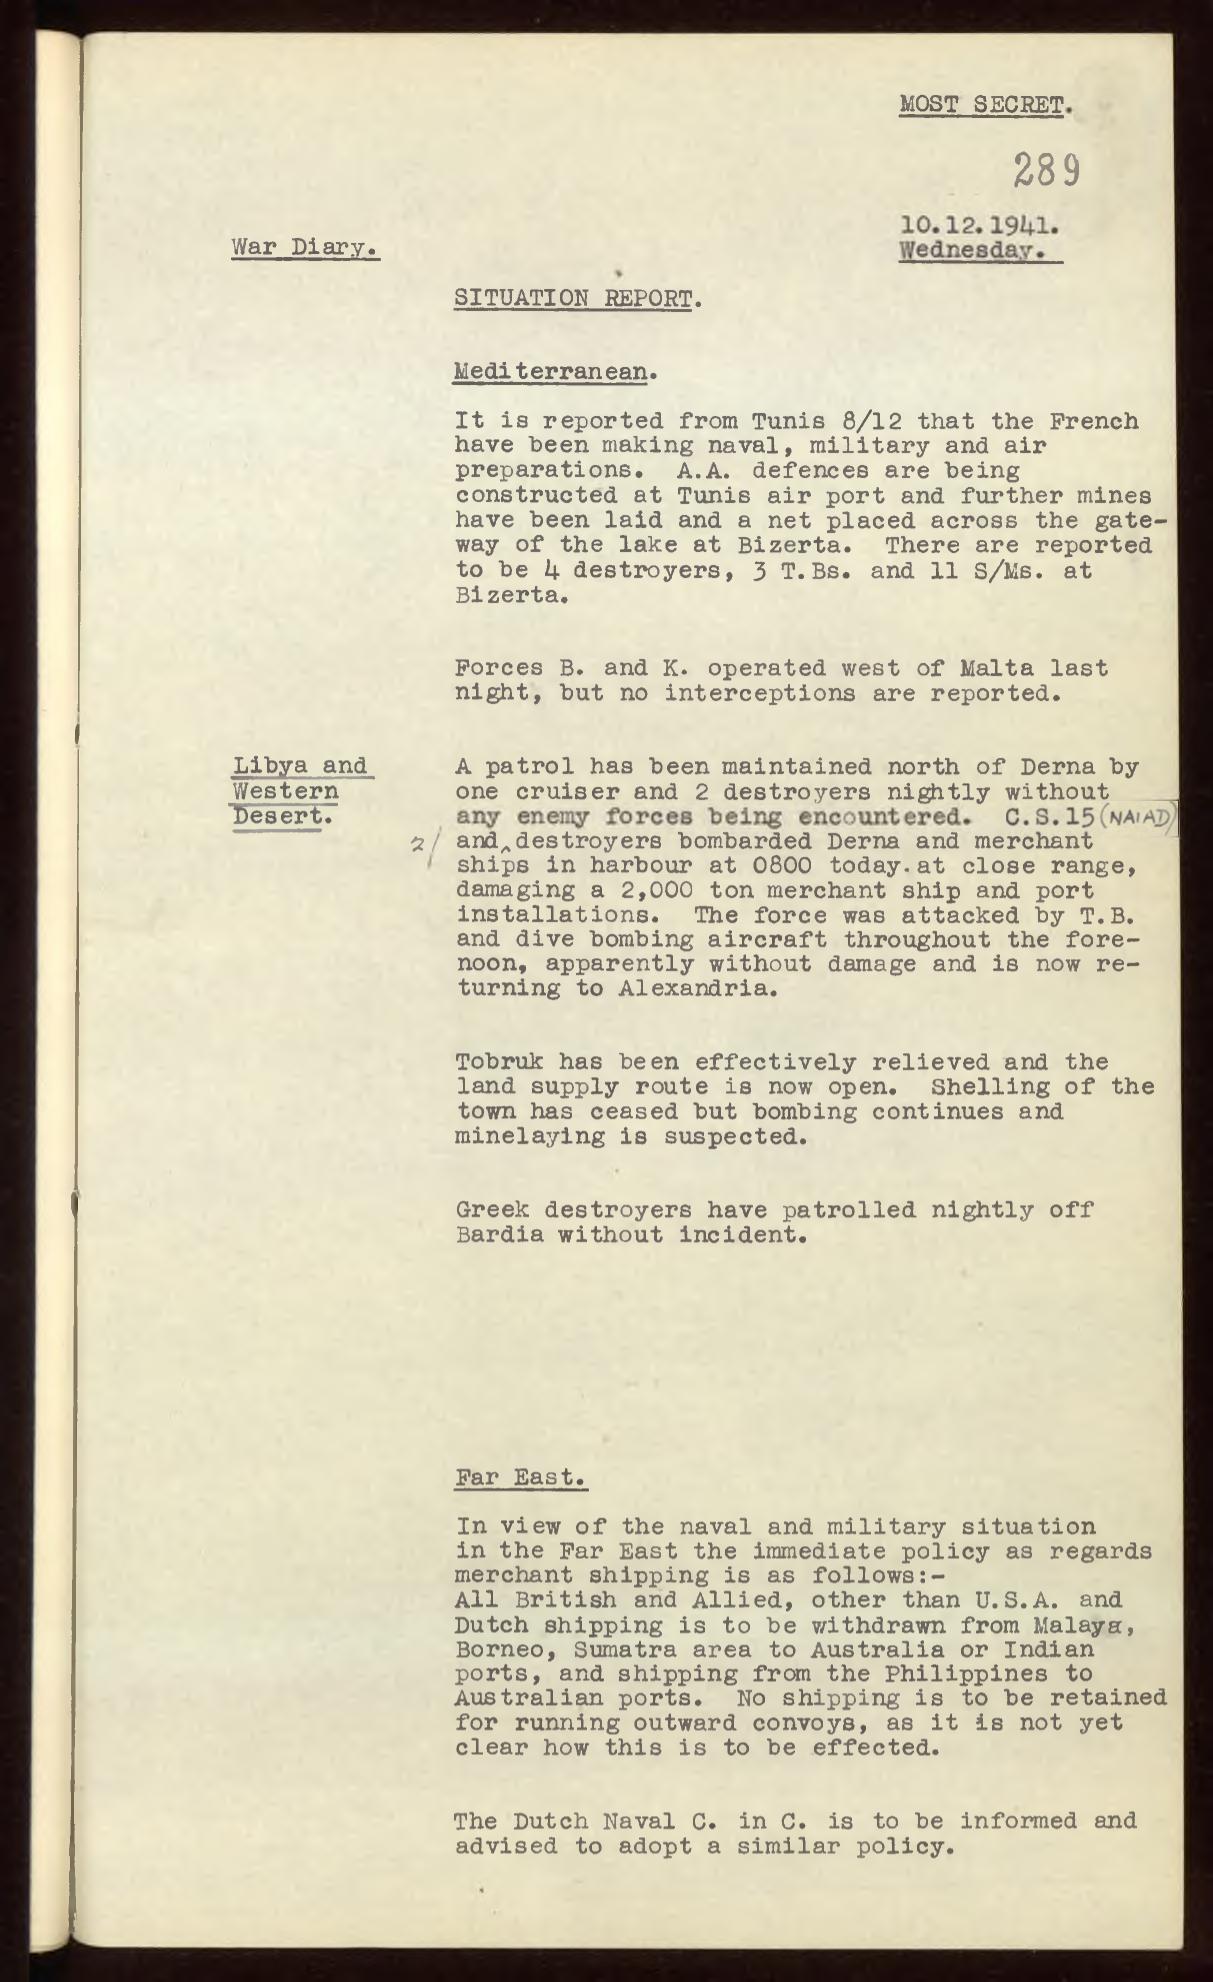 MOST SECRET.
289
10.12.1941.
War Diary.
Wednesday.
SITUATION REPORT.
Mediterranean.
It is reported from Tunis 8/12 that the French
have been making naval, military and air
preparations. A.A. defences are being
constructed at Tunis air port and further mines
have been laid and a net placed across the gate-
way of the lake at Bizerta. There are reported
to be 4 destroyers, 3 T.Bs. and 11 S/Ms. at
Bizerta.
Forces B. and K. operated west of Malta last
night, but no interceptions are reported.
Libya and
Western
Desert.
A patrol has been maintained north of Derna by
one cruiser and 2 destroyers nightly without
any enemy forces being encountered. C.S.15 (NAIAD)
2/ and ‸ destroyers bombarded Derna and merchant
ships in harbour at 0800 today.at close range,
damaging a 2,000 ton merchant ship and port
installations. The force was attacked by T.B.
and dive bombing aircraft throughout the fore-
noon, apparently without damage and is now re-
turning to Alexandria.
Tobruk has been effectively relieved and the
land supply route is now open. Shelling of the
town has ceased but bombing continues and
minelaying is suspected.
Greek destroyers have patrolled nightly off
Bardia without incident.
Far East.
In view of the naval and military situation
in the Far East the immediate policy as regards
merchant shipping is as follows:-
All British and Allied, other than U.S.A. and
Dutch shipping is to be withdrawn from Malaya,
Borneo, Sumatra area to Australia or Indian
ports, and shipping from the Philippines to
Australian ports. No shipping is to be retained
for running outward convoys, as it is not yet
clear how this is to be effected.
The Dutch Naval C. in C. is to be informed and
advised to adopt a similar policy.